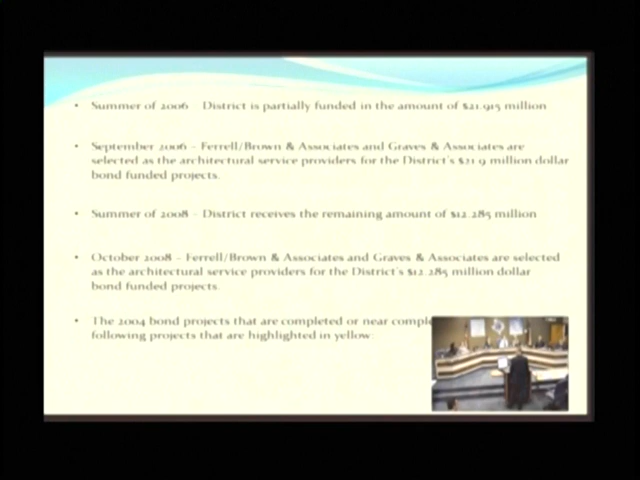 • Summer of 2006 – District is partially funded in the amount of $21.915 million
• September 2006 – Ferrell/Brown & Associates and Graves & Associates are
selected as the architectural service providers for the District's $21.9 million dollar
bond funded projects.
• Summer of 2008 – District receives the remaining amount of $12.285 million
• October 2008 – Ferrell/Brown & Associates and Graves & Associates are selected
as the architectural service providers for the District's $12.285 million dollar
bond funded projects.
• The 2004 bond projects that are completed or near
following projects that are highlighted in yellow: